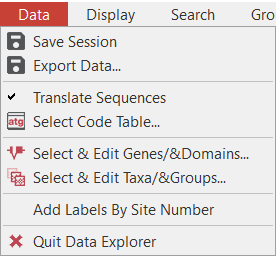 Data Display Search Gro
Save Session
Export Data...
Translate Sequences
atg Select Code Table...
Select & Edit Genes/&Domains...
Select & Edit Taxa/&Groups...
Add Labels By Site Number
Quit Data Explorer